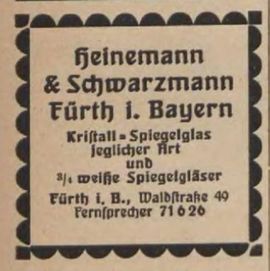 Heinemann
& Schwarzmann
Fürth i. Bayern
Kristall = Spiegelglas
jeglicher Art
und
3/4 weiße Spiegelgläser
Fürth i. B., Waldstraße 49
Fernsprecher 71626